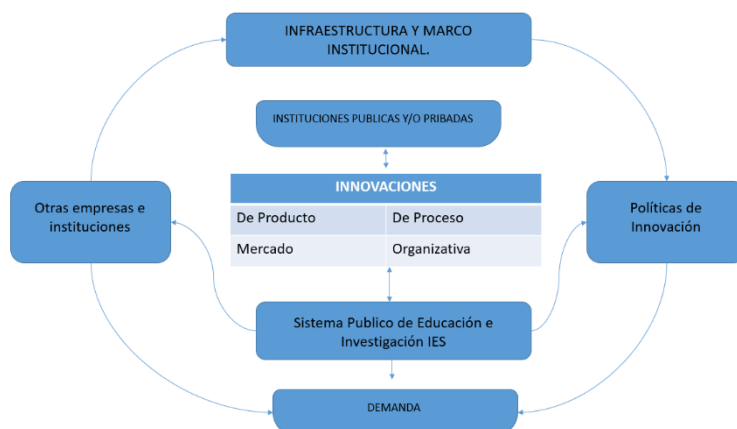 INFRAESTRUCTURA Y MARCO
INSTITUCIONAL.
INSTITUCIONES PUBLICAS Y/O PRIBADAS
INNOVACIONES
De Producto De Proceso
Mercado Organizativa
Otras empresas e
instituciones
Políticas de
Innovación
Sistema Publico de Educación e
Investigación IES
DEMANDA